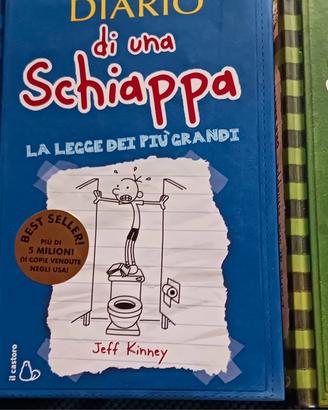 DIARIO
di una
Schiappa
LA LEGGE DEI PIÙ GRANDI
BEST SELLER!
PIÙ DI
5 MILIONI
DI COPIE VENDUTE
NEGLI USA!
Jeff Kinney
il castoro